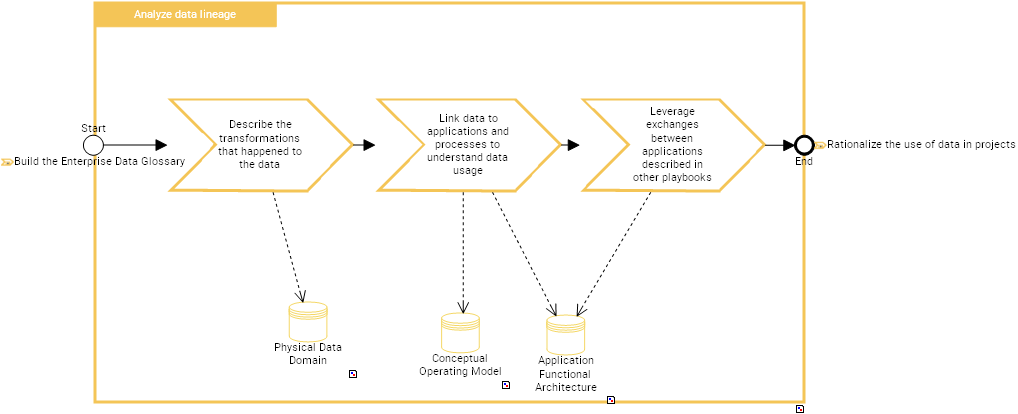 Analyze data lineage
Start
Build the Enterprise Data Glossary
Describe the
transformations
that happened to
the data
Link data to
applications and
processes to
understand data
usage
Leverage
exchanges
between
applications
described in
other playbooks
End
Rationalize the use of data in projects
Physical Data
Domain
Conceptual
Operating Model
Application
Functional
Architecture